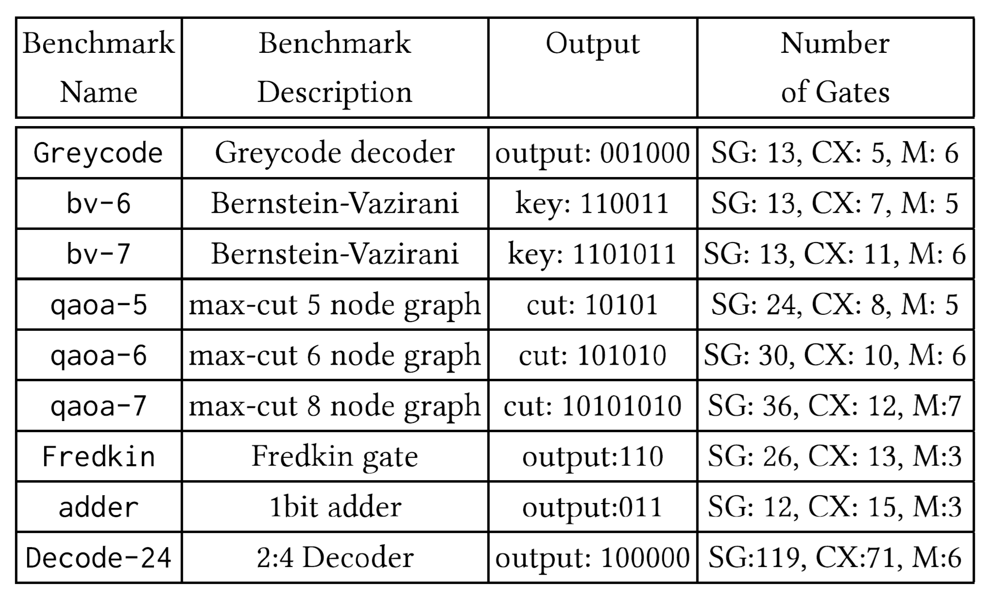 Benchmark Name Benchmark Description Output Number of Gates
Greycode Greycode decoder output: 001000 SG: 13, CX: 5, M: 6
bv-6 Bernstein-Vazirani key: 110011 SG: 13, CX: 7, M: 5
bv-7 Bernstein-Vazirani key: 1101011 SG: 13, CX: 11, M: 6
qaoa-5 max-cut 5 node graph cut: 10101 SG: 24, CX: 8, M: 5
qaoa-6 max-cut 6 node graph cut: 101010 SG: 30, CX: 10, M: 6
qaoa-7 max-cut 8 node graph cut: 10101010 SG: 36, CX: 12, M:7
Fredkin Fredkin gate output:110 SG: 26, CX: 13, M:3
adder 1bit adder output:011 SG: 12, CX: 15, M:3
Decode-24 2:4 Decoder output: 100000 SG:119, CX:71, M:6